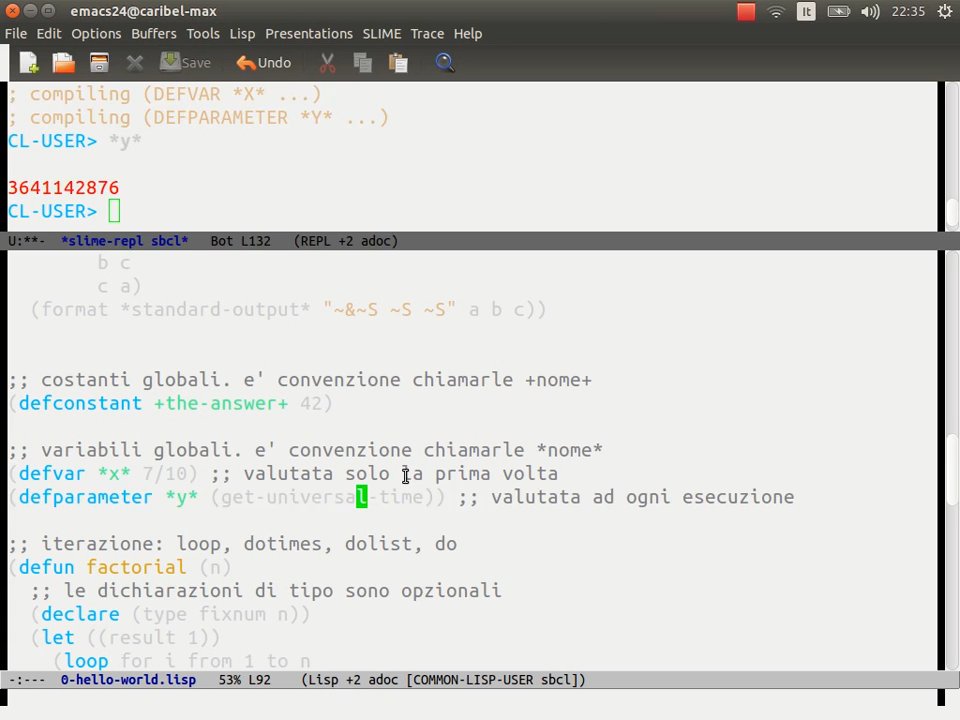 emacs24@caribel-max
It
22:35
File Edit Options Buffers Tools Lisp Presentations SLIME Trace Help
Save Undo
; compiling (DEFVAR *X* ...)
; compiling (DEFPARAMETER *Y* ...)
CL-USER> *y*
3641142876
CL-USER>
U:**- *slime-repl sbcl* Bot L132 (REPL +2 adoc)
b c
c a)
(format *standard-output* "~&~S ~S ~S" a b c))
;; costanti globali. e' convenzione chiamarle +nome+
(defconstant +the-answer+ 42)
;; variabili globali. e' convenzione chiamarle *nome*
(defvar *x* 7/10) ;; valutata solo la prima volta
(defparameter *y* (get-universal-time)) ;; valutata ad ogni esecuzione
;; iterazione: loop, dotimes, dolist, do
(defun factorial (n)
;; le dichiarazioni di tipo sono opzionali
(declare (type fixnum n))
(let ((result 1))
(loop for i from 1 to n
-:--- 0-hello-world.lisp 53% L92 (Lisp +2 adoc [COMMON-LISP-USER sbcl])